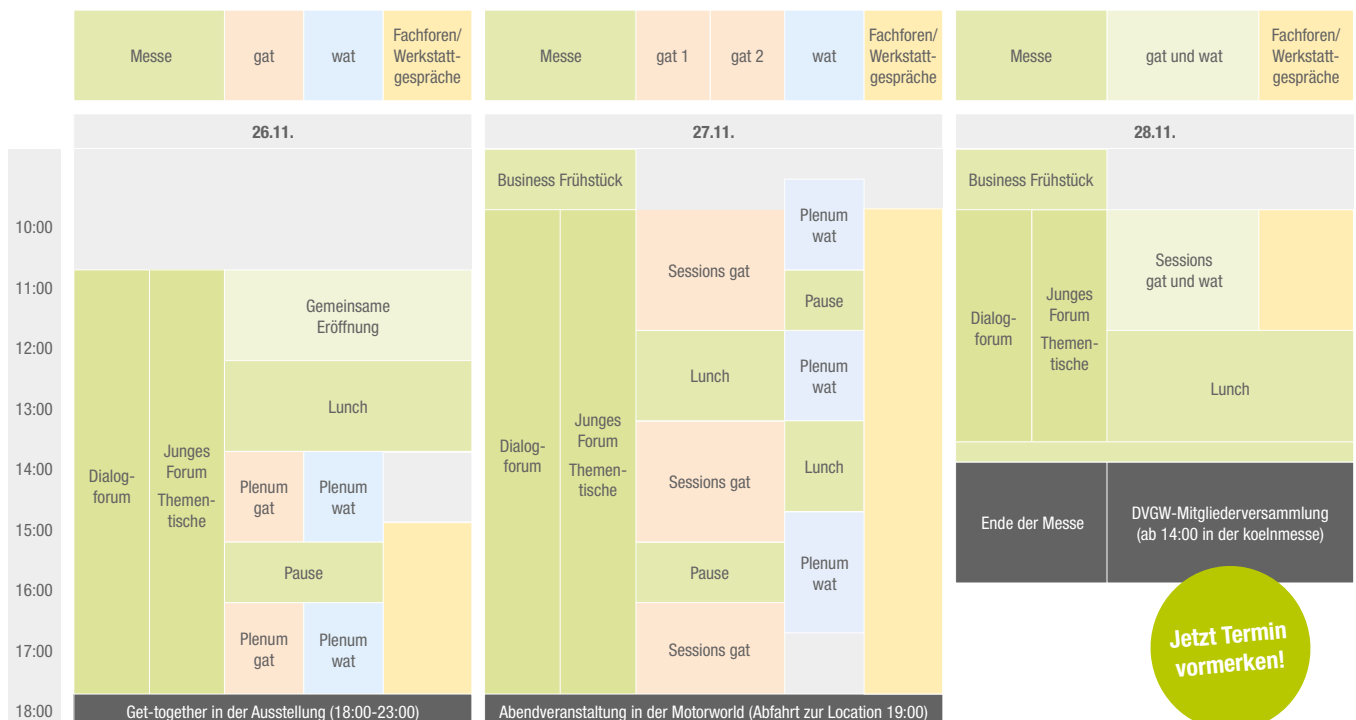 Messe
gat
wat
Fachforen/
Werkstatt-
gespräche
Messe
gat 1
gat 2
wat
Fachforen/
Werkstatt-
gespräche
Messe
gat und wat
Fachforen/
Werkstatt-
gespräche
26.11.
27.11.
28.11.
10:00
11:00
12:00
13:00
14:00
15:00
16:00
17:00
18:00
Dialog-
forum
Junges
Forum
Themen-
tische
Gemeinsame
Eröffnung
Lunch
Plenum
gat
Plenum
wat
Pause
Plenum
gat
Plenum
wat
Get-together in der Ausstellung (18:00-23:00)
Business Frühstück
Dialog-
forum
Junges
Forum
Themen-
tische
Sessions gat
Lunch
Sessions gat
Pause
Sessions gat
Plenum
wat
Pause
Plenum
wat
Lunch
Plenum
wat
Abendveranstaltung in der Motorworld (Abfahrt zur Location 19:00)
Business Frühstück
Dialog-
forum
Junges
Forum
Themen-
tische
Sessions
gat und wat
Lunch
Ende der Messe
DVGW-Mitgliederversammlung
(ab 14:00 in der koelnmesse)
Jetzt Termin
vormerken!